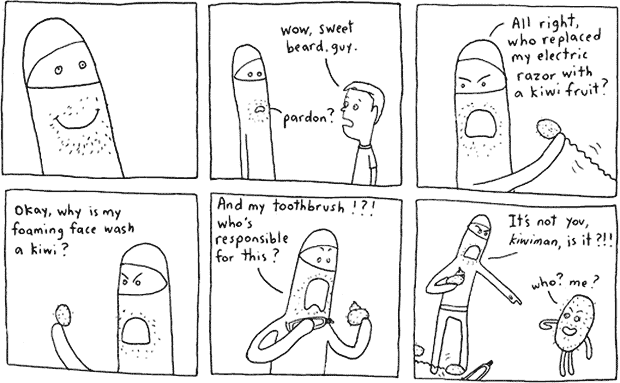 wow, sweet
beard, guy.
pardon?
All right,
who replaced
my electric
razor with
a kiwi fruit?
Okay, why is my
foaming face wash
a kiwi?
And my toothbrush !?!
who's
responsible
for this?
It's not you,
kiwiman, is it?!!
who? me?